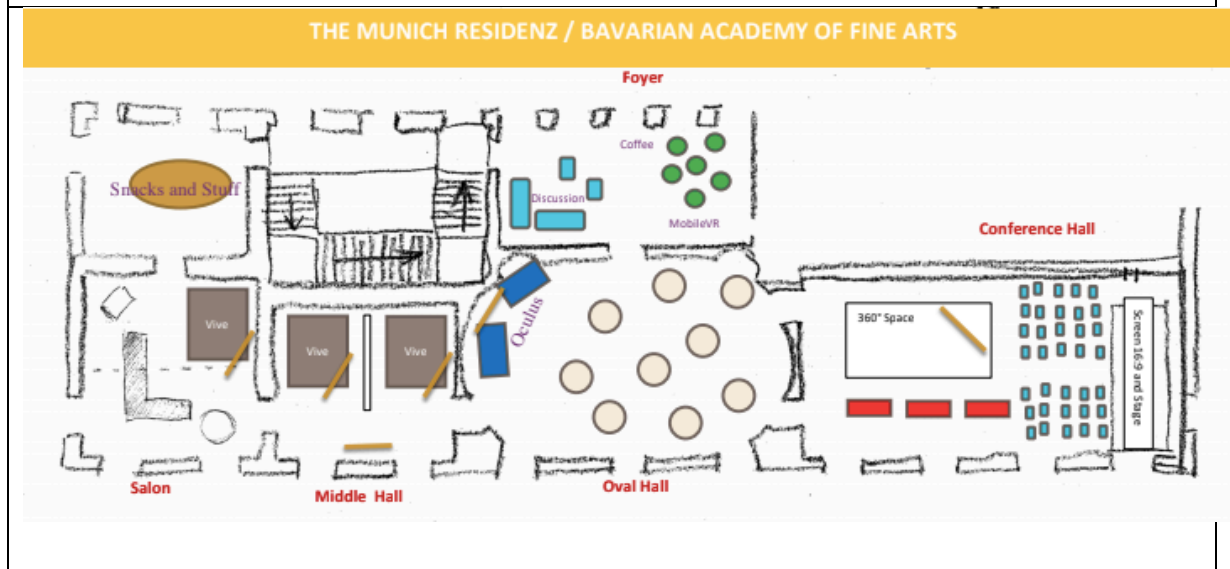 THE MUNICH RESIDENZ / BAVARIAN ACADEMY OF FINE ARTS
Foyer
Coffee
Snacks and Stuff
Discussion
MobileVR
Conference Hall
Oculus
Vive
Vive
Vive
360° Space
Screen 16:9 and Stage
Salon
Middle Hall
Oval Hall